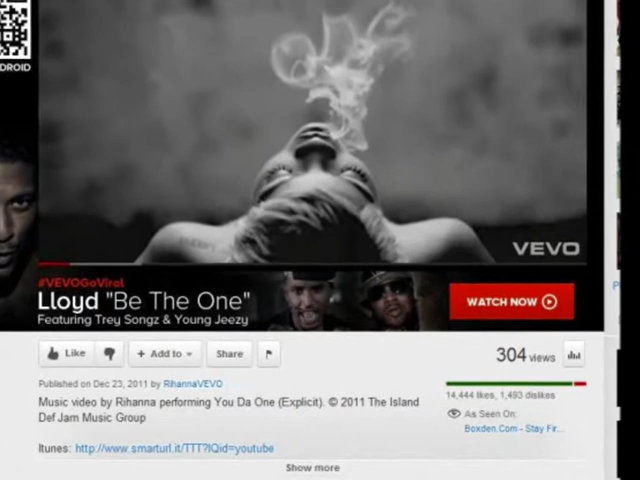 DROID
VEVO
#VEVOGoViral
Lloyd "Be The One"
Featuring Trey Songz & Young Jeezy
WATCH NOW
Like
+ Add to
Share
304 views
Published on Dec 23, 2011 by RihannaVEVO
Music video by Rihanna performing You Da One (Explicit). © 2011 The Island
Def Jam Music Group
14,444 likes, 1,493 dislikes
As Seen On:
Boxden.Com - Stay Fir...
Itunes: http://www.smarturl.it/TTT?IQid=youtube
Show more